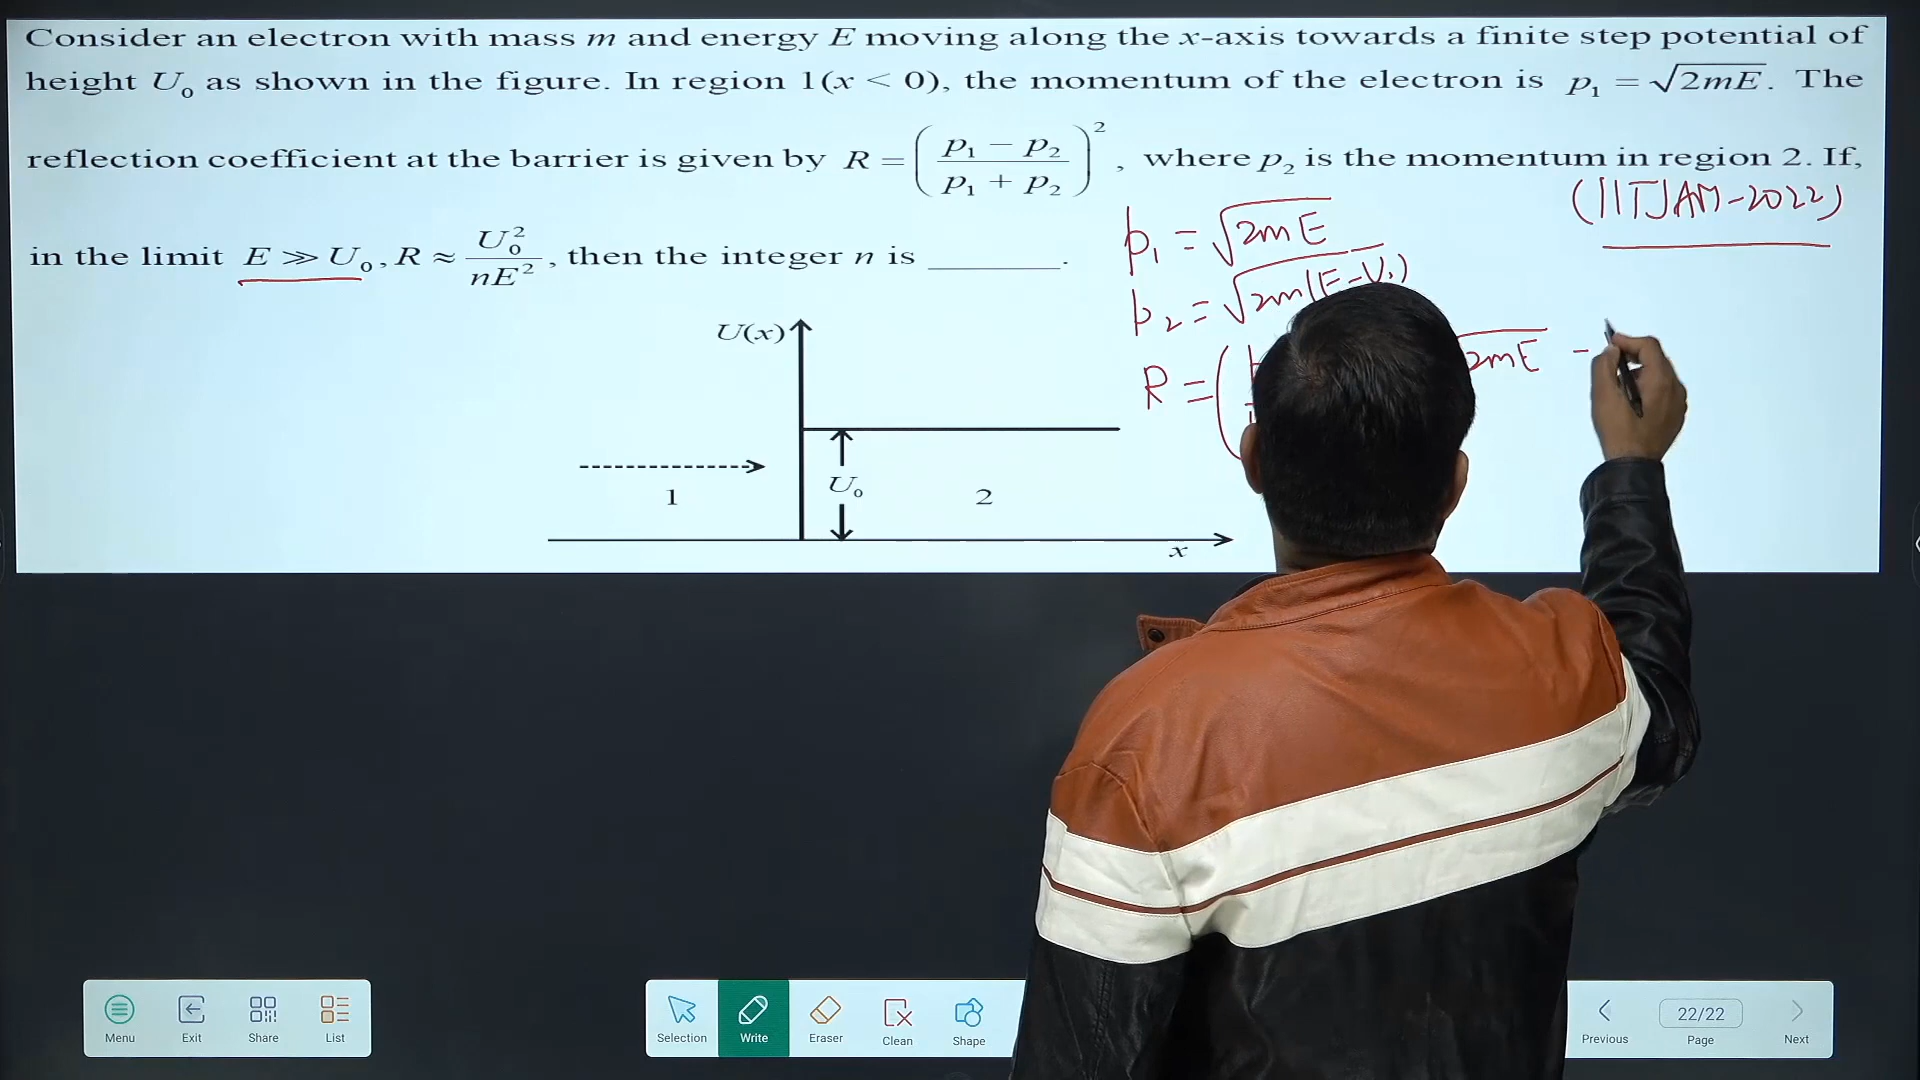 Consider an electron with mass m and energy E moving along the x-axis towards a finite step potential of
height U₀ as shown in the figure. In region 1(x < 0), the momentum of the electron is p₁ = √2mE. The
reflection coefficient at the barrier is given by R = ((p₁ − p₂)/(p₁ + p₂))², where p₂ is the momentum in region 2. If,
(IITJAM-2022)
in the limit E ≫ U₀, R ≈ U₀²/nE², then the integer n is ________.
p₁ = √2mE
p₂ = √2m(E-U₀)
R = ( 2mE -
U(x)
U₀
1
2
x
Menu
Exit
Share
List
Selection
Write
Eraser
Clean
Shape
Previous
22/22
Page
Next